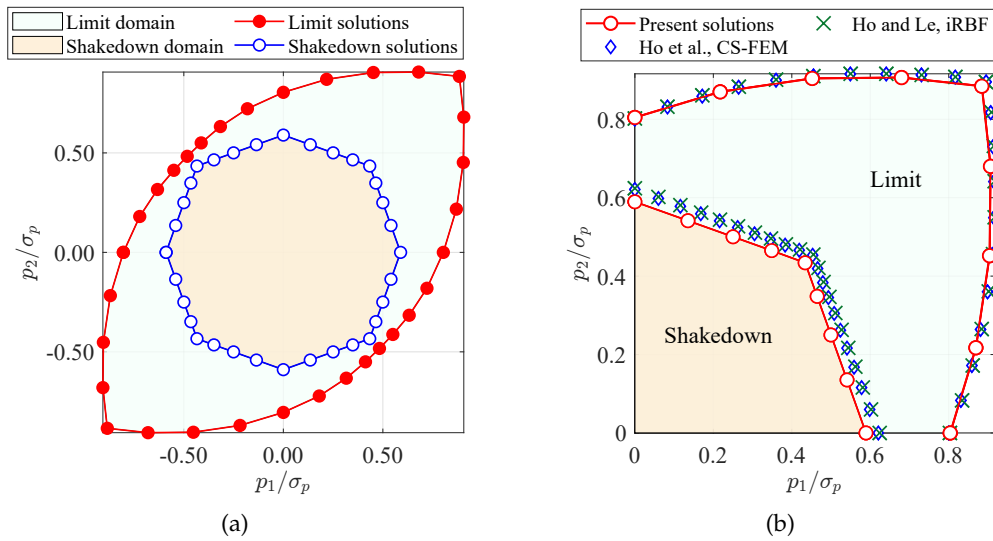 Limit domain
Limit solutions
Shakedown domain
Shakedown solutions
0.50
0.00
-0.50
p2/σp
-0.50
0.00
0.50
p1/σp
(a)
Present solutions
Ho and Le, iRBF
Ho et al., CS-FEM
0.8
0.6
0.4
0.2
0
p2/σp
Limit
Shakedown
0
0.2
0.4
0.6
0.8
p1/σp
(b)